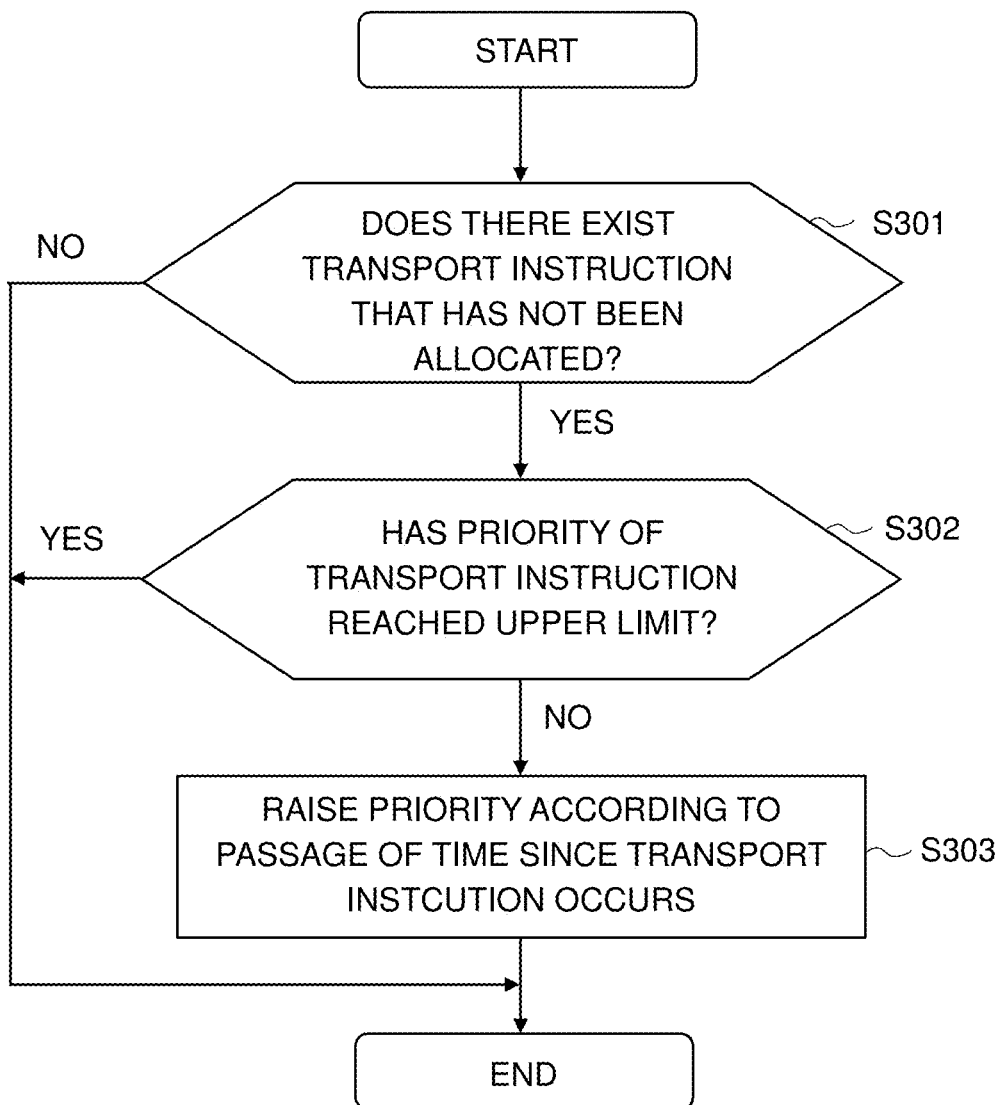 START
DOES THERE EXIST
TRANSPORT INSTRUCTION
THAT HAS NOT BEEN
ALLOCATED?
S301
NO
YES
HAS PRIORITY OF
TRANSPORT INSTRUCTION
REACHED UPPER LIMIT?
S302
YES
NO
RAISE PRIORITY ACCORDING TO
PASSAGE OF TIME SINCE TRANSPORT
INSTCUTION OCCURS
S303
END